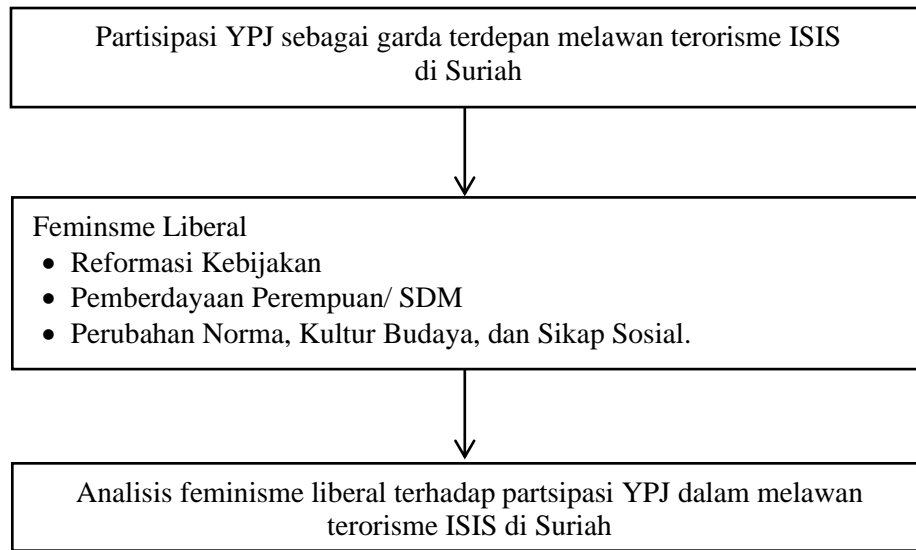 Partisipasi YPJ sebagai garda terdepan melawan terorisme ISIS
di Suriah
Feminsme Liberal
• Reformasi Kebijakan
• Pemberdayaan Perempuan/ SDM
• Perubahan Norma, Kultur Budaya, dan Sikap Sosial.
Analisis feminisme liberal terhadap partsipasi YPJ dalam melawan
terorisme ISIS di Suriah